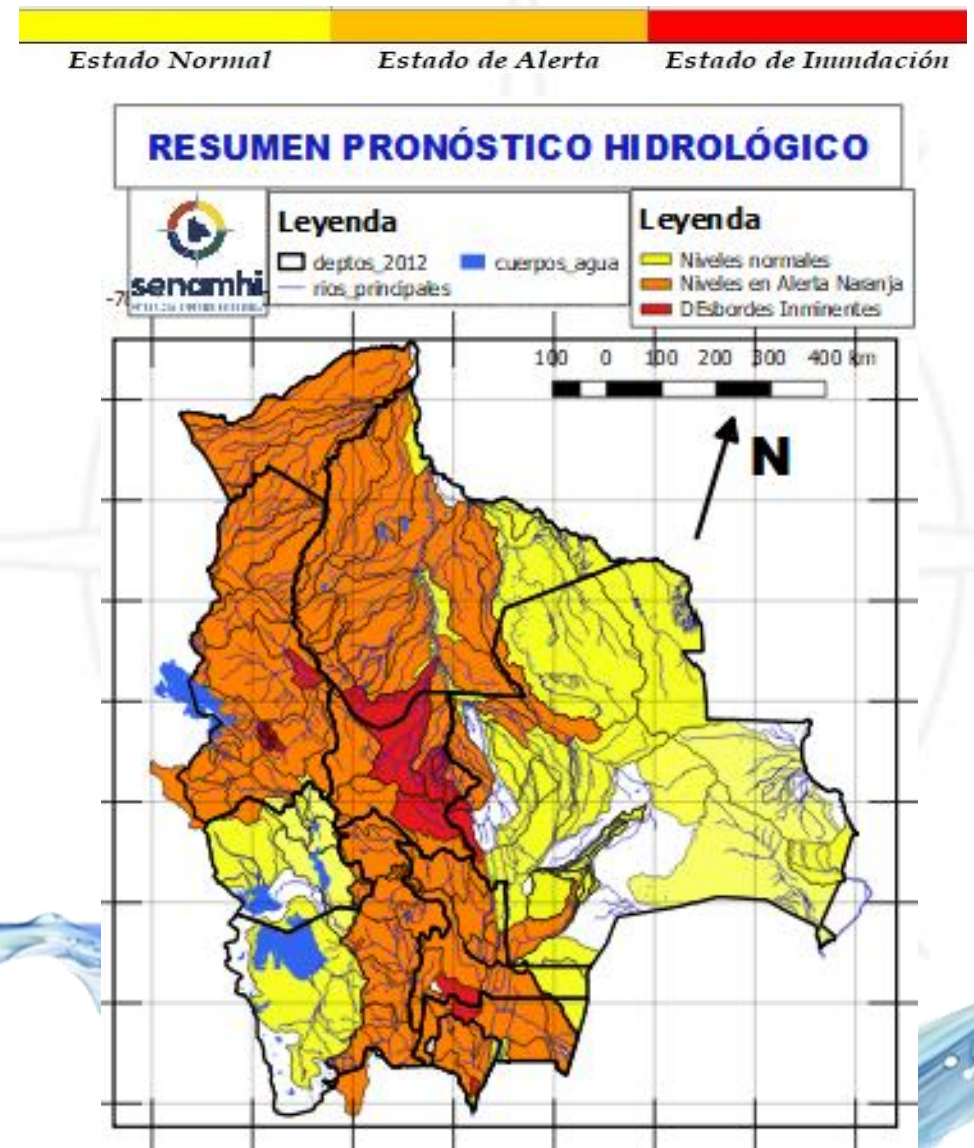 Estado Normal Estado de Alerta Estado de Inundación
RESUMEN PRONÓSTICO HIDROLÓGICO
senamhi
Leyenda
deptos_2012 cuerpos_agua
rios_principales
Leyenda
Niveles normales
Niveles en Alerta Naranja
DEsbordes Inminentes
100 0 100 200 300 400 km
N